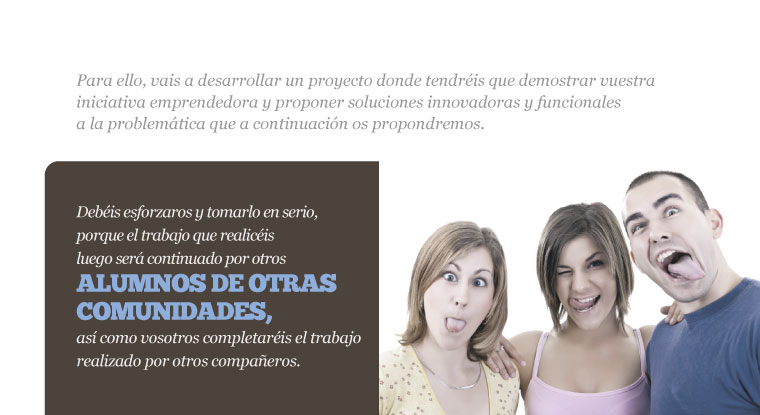 Para ello, vais a desarrollar un proyecto donde tendréis que demostrar vuestra
iniciativa emprendedora y proponer soluciones innovadoras y funcionales
a la problemática que a continuación os propondremos.
Debéis esforzaros y tomarlo en serio,
porque el trabajo que realicéis
luego será continuado por otros
ALUMNOS DE OTRAS
COMUNIDADES,
así como vosotros completaréis el trabajo
realizado por otros compañeros.